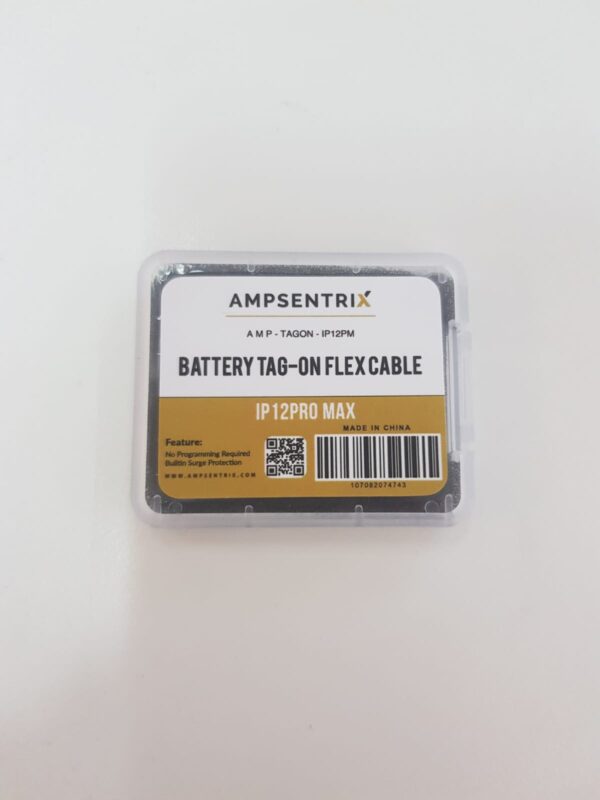 AMPSENTRIX
AMP-TAGON-IP12PM
BATTERY TAG-ON FLEX CABLE
IP12PRO MAX
MADE IN CHINA
Feature:
No Programming Required
Builtin Surge Protection
WWW.AMPSENTRIX.COM
107082074743